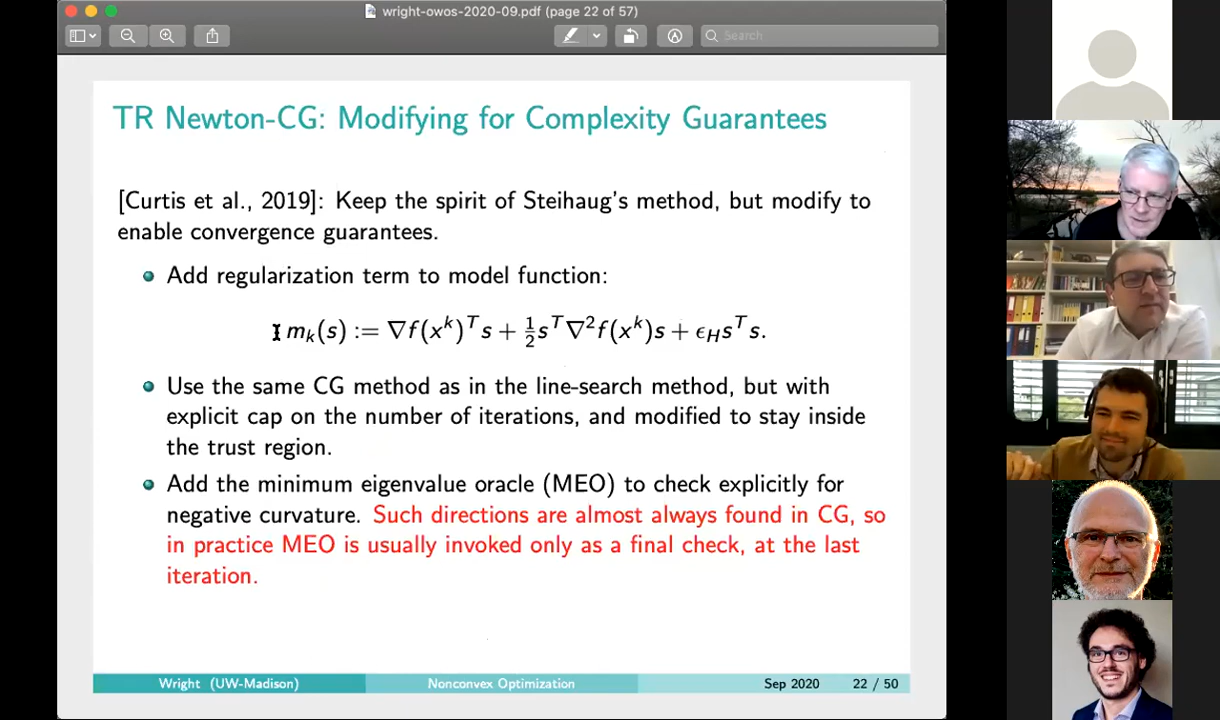 wright-owos-2020-09.pdf (page 22 of 57)
Search
TR Newton-CG: Modifying for Complexity Guarantees
[Curtis et al., 2019]: Keep the spirit of Steihaug's method, but modify to
enable convergence guarantees.
Add regularization term to model function:
m_k(s) := ∇f(x^k)^T s + ½s^T∇²f(x^k)s + ϵ_H s^T s.
Use the same CG method as in the line-search method, but with
explicit cap on the number of iterations, and modified to stay inside
the trust region.
Add the minimum eigenvalue oracle (MEO) to check explicitly for
negative curvature. Such directions are almost always found in CG, so
in practice MEO is usually invoked only as a final check, at the last
iteration.
Wright (UW-Madison) Nonconvex Optimization Sep 2020 22 / 50